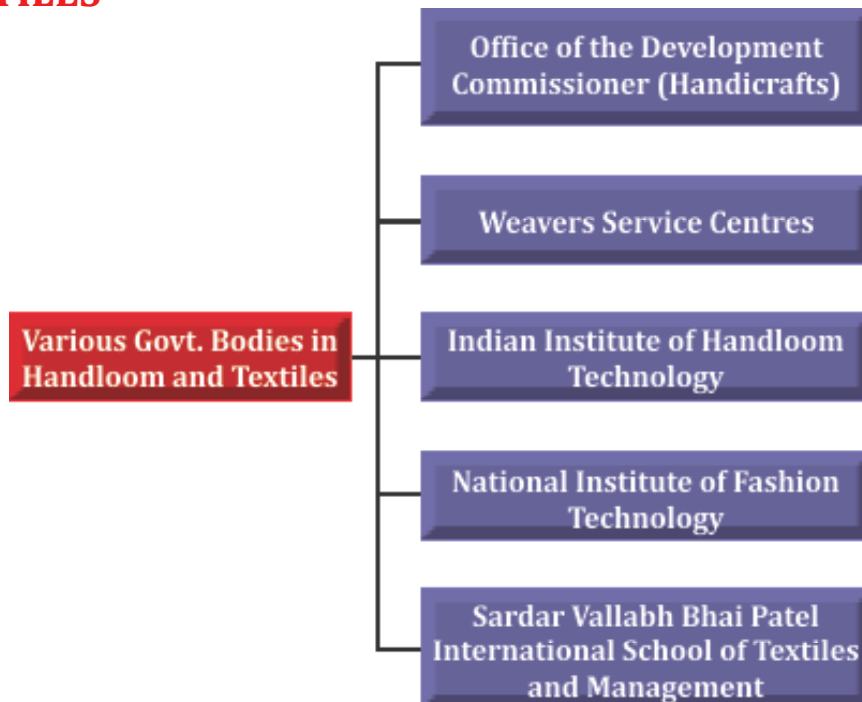 Office of the Development
Commissioner (Handicrafts)
Weavers Service Centres
Various Govt. Bodies in
Handloom and Textiles
Indian Institute of Handloom
Technology
National Institute of Fashion
Technology
Sardar Vallabh Bhai Patel
International School of Textiles
and Management